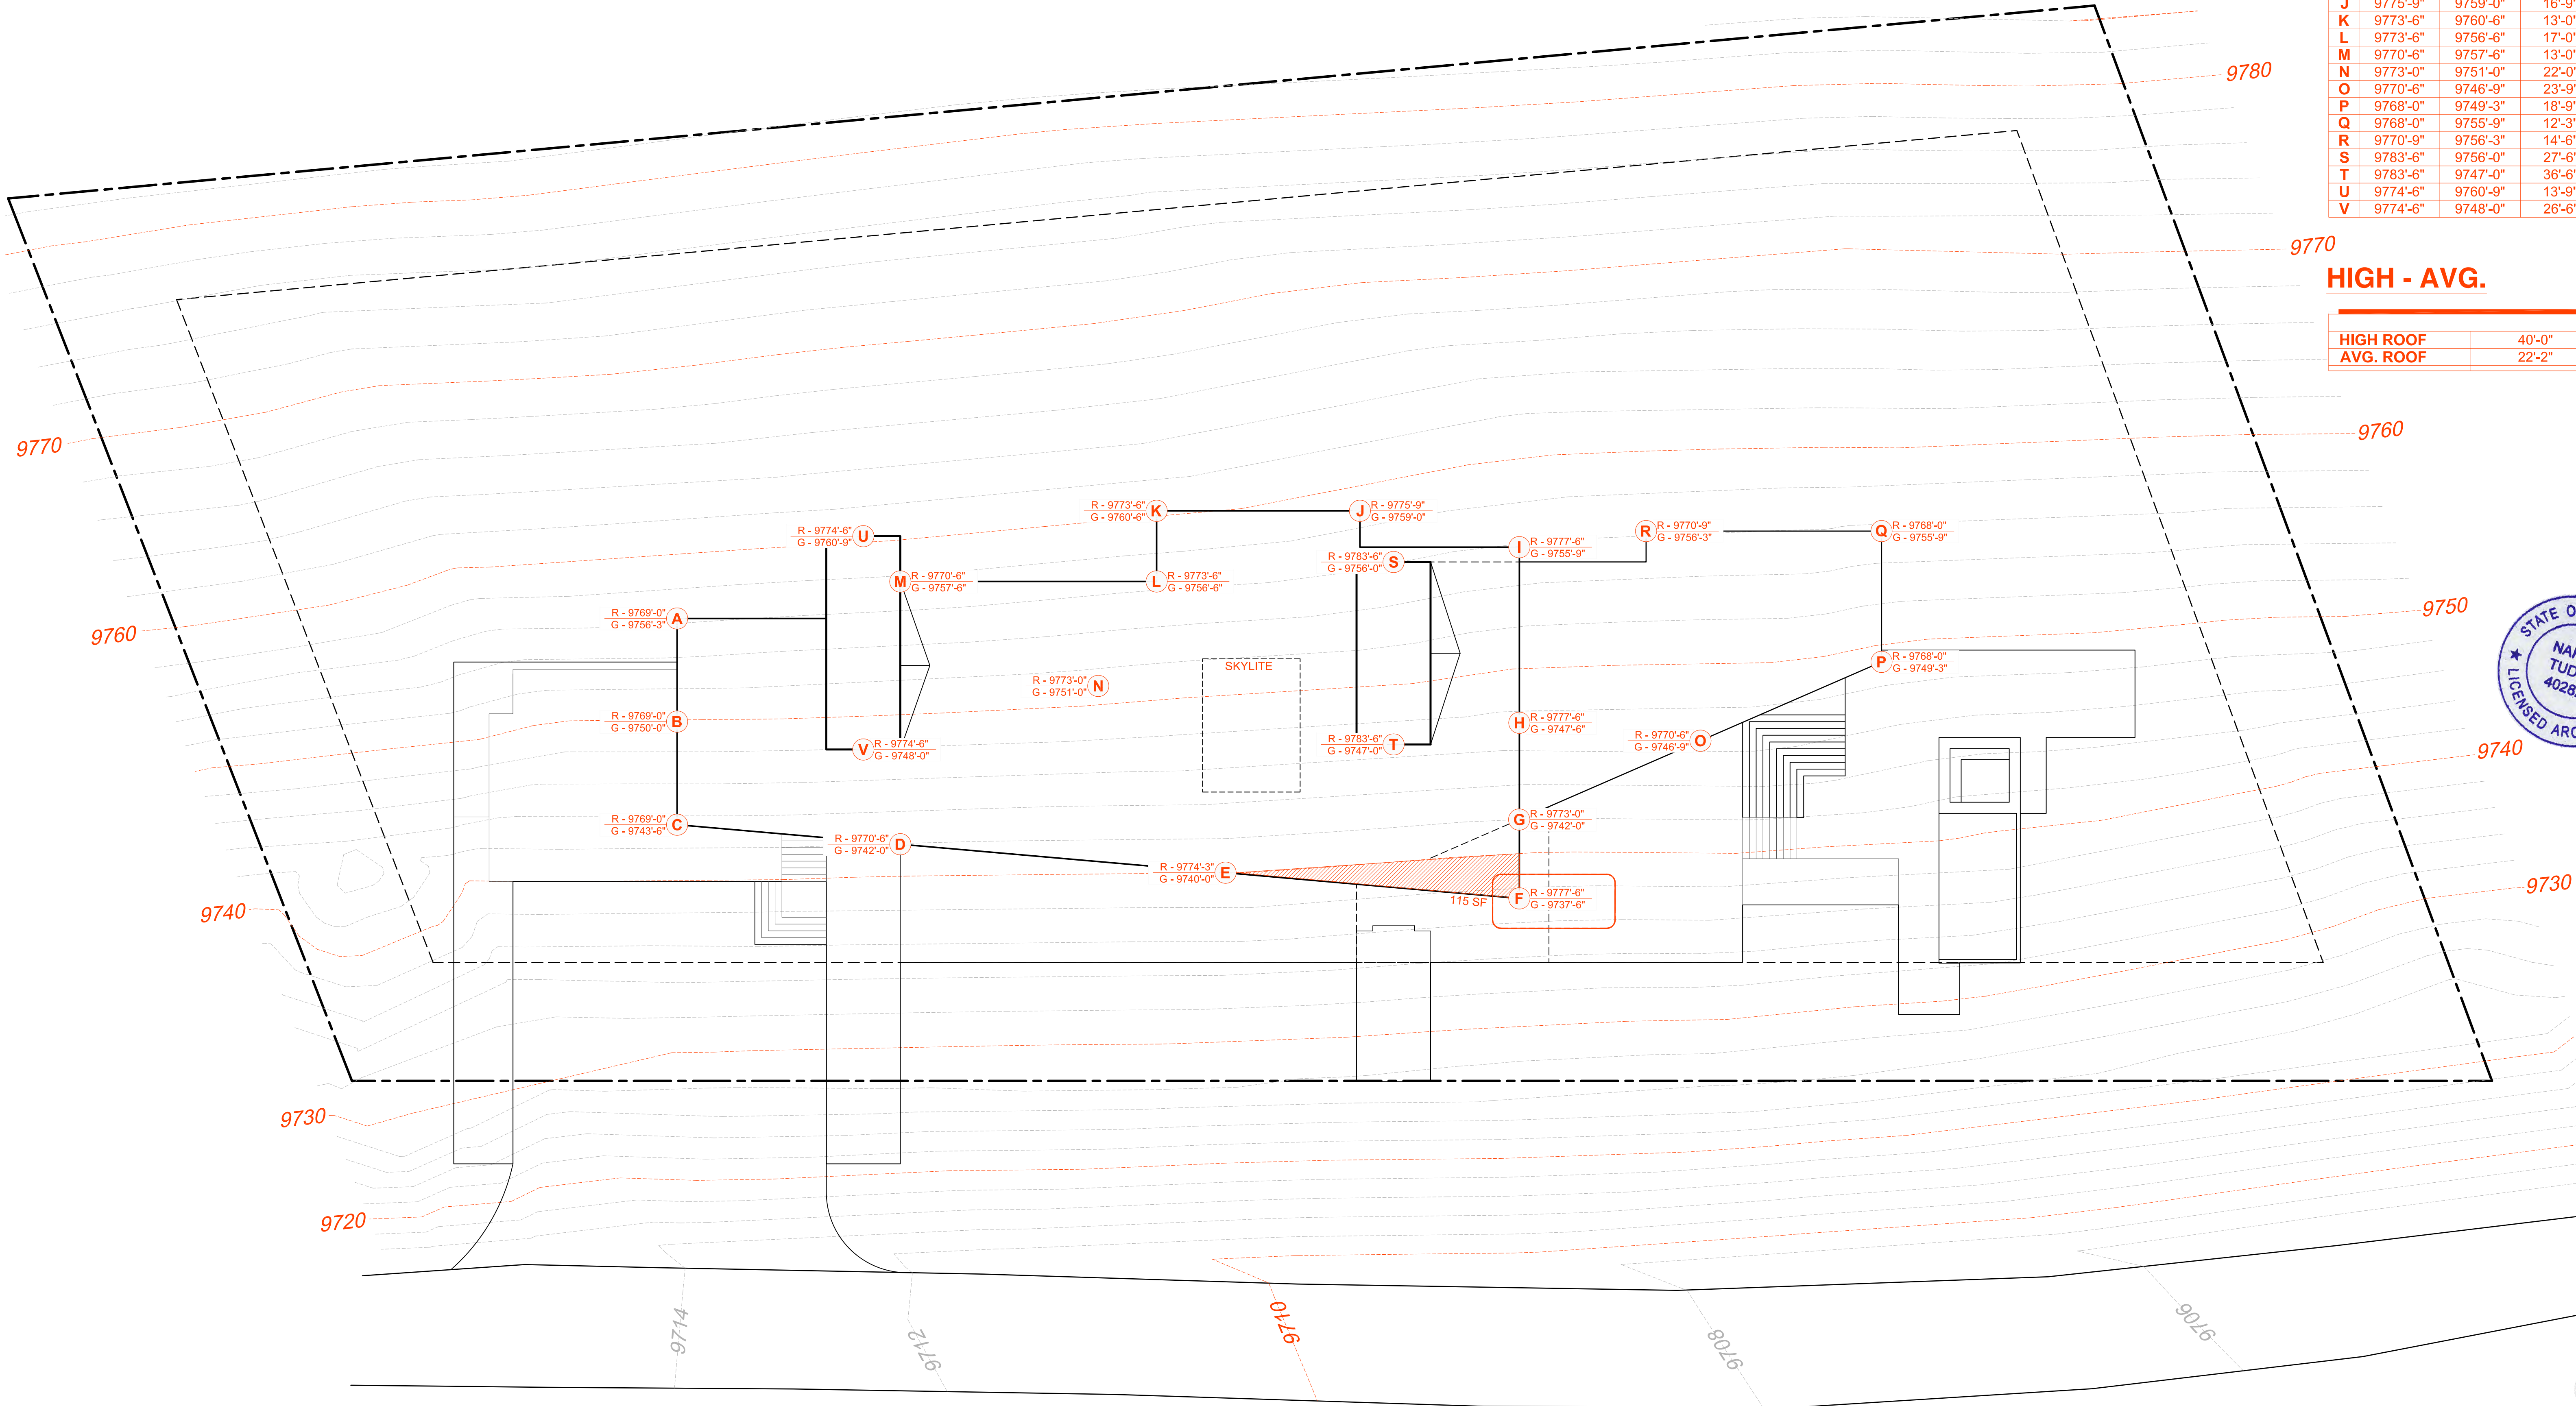 J 9775'-9" 9759'-0" 16'-9"
K 9773'-6" 9760'-6" 13'-0"
L 9773'-6" 9756'-6" 17'-0"
M 9770'-6" 9757'-6" 13'-0"
N 9773'-0" 9751'-0" 22'-0"
O 9770'-6" 9746'-9" 23'-9"
P 9768'-0" 9749'-3" 18'-9"
Q 9768'-0" 9755'-9" 12'-3"
R 9770'-9" 9756'-3" 14'-6"
S 9783'-6" 9756'-0" 27'-6"
T 9783'-6" 9747'-0" 36'-6"
U 9774'-6" 9760'-9" 13'-9"
V 9774'-6" 9748'-0" 26'-6"
HIGH - AVG.
HIGH ROOF 40'-0"
AVG. ROOF 22'-2"
9780
9770
9760
9750
9740
9730
9770
9760
9740
9730
9720
9714
9712
9710
9708
9706
R - 9773'-6"
G - 9760'-6"
K
J
R - 9775'-9"
G - 9759'-0"
R - 9774'-6"
G - 9760'-9"
U
I
R - 9777'-6"
G - 9755'-9"
R
R - 9770'-9"
G - 9756'-3"
Q
R - 9768'-0"
G - 9755'-9"
R - 9783'-6"
G - 9756'-0"
S
M
R - 9770'-6"
G - 9757'-6"
L
R - 9773'-6"
G - 9756'-6"
R - 9769'-0"
G - 9756'-3"
A
P
R - 9768'-0"
G - 9749'-3"
SKYLITE
R - 9773'-0"
G - 9751'-0"
N
R - 9769'-0"
G - 9750'-0"
B
H
R - 9777'-6"
G - 9747'-6"
V
R - 9774'-6"
G - 9748'-0"
R - 9783'-6"
G - 9747'-0"
T
R - 9770'-6"
G - 9746'-9"
O
R - 9769'-0"
G - 9743'-6"
C
G
R - 9773'-0"
G - 9742'-0"
R - 9770'-6"
G - 9742'-0"
D
R - 9774'-3"
G - 9740'-0"
E
115 SF
F
R - 9777'-6"
G - 9737'-6"
STATE O
LICENSED ARC